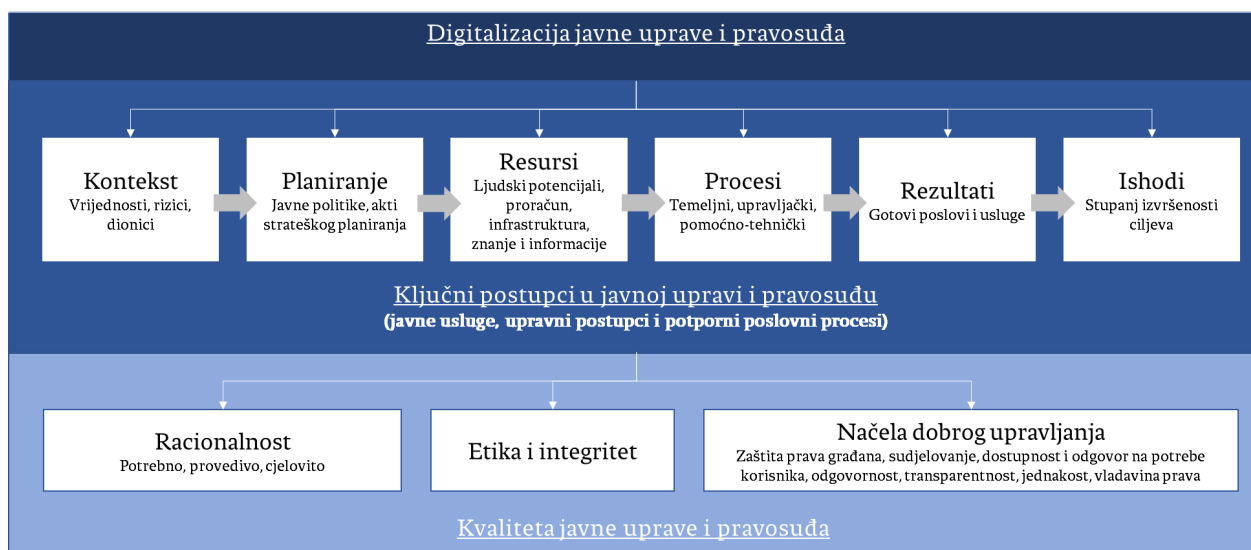 Digitalizacija javne uprave i pravosuđa
Kontekst
Vrijednosti, rizici,
dionici
Planiranje
Javne politike, akti
strateškog planiranja
Resursi
Ljudski potencijali,
proračun,
infrastruktura,
znanje i informacije
Procesi
Temeljni, upravljački,
pomoćno-tehnički
Rezultati
Gotovi poslovi i usluge
Ishodi
Stupanj izvršenosti
ciljeva
Ključni postupci u javnoj upravi i pravosuđu
(javne usluge, upravni postupci i potporni poslovni procesi)
Racionalnost
Potrebno, provedivo, cjelovito
Etika i integritet
Načela dobrog upravljanja
Zaštita prava građana, sudjelovanje, dostupnost i odgovor na potrebe
korisnika, odgovornost, transparentnost, jednakost, vladavina prava
Kvaliteta javne uprave i pravosuđa